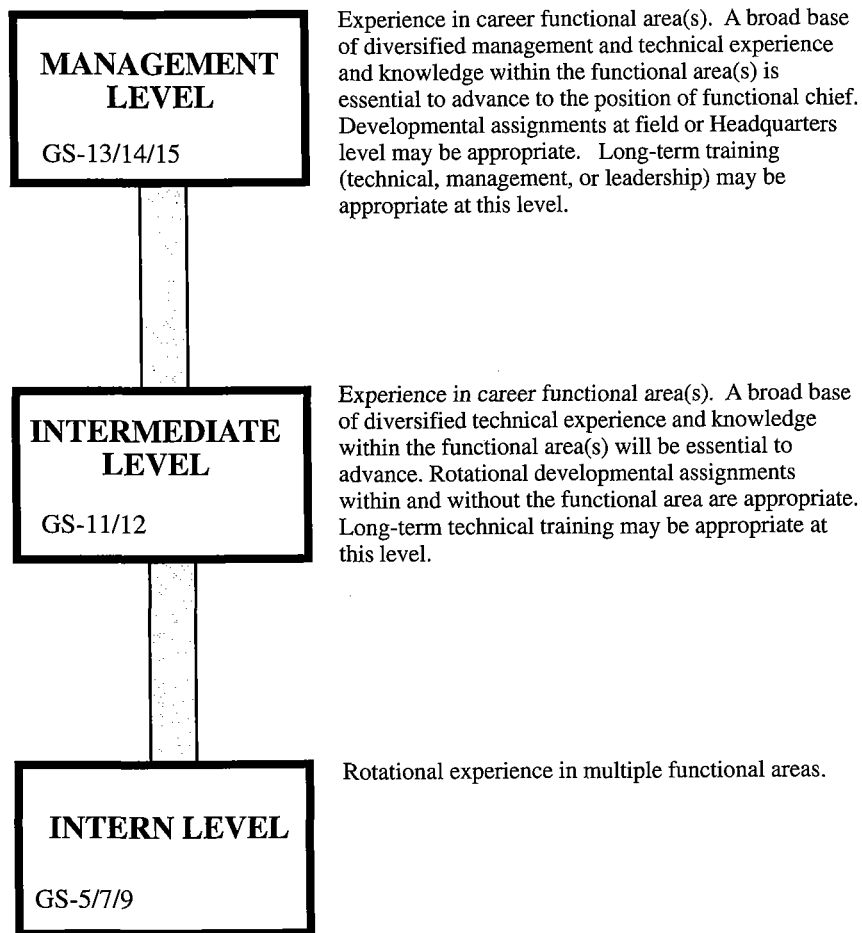 MANAGEMENT
LEVEL
GS-13/14/15
Experience in career functional area(s). A broad base
of diversified management and technical experience
and knowledge within the functional area(s) is
essential to advance to the position of functional chief.
Developmental assignments at field or Headquarters
level may be appropriate. Long-term training
(technical, management, or leadership) may be
appropriate at this level.
INTERMEDIATE
LEVEL
GS-11/12
Experience in career functional area(s). A broad base
of diversified technical experience and knowledge
within the functional area(s) will be essential to
advance. Rotational developmental assignments
within and without the functional area are appropriate.
Long-term technical training may be appropriate at
this level.
INTERN LEVEL
GS-5/7/9
Rotational experience in multiple functional areas.